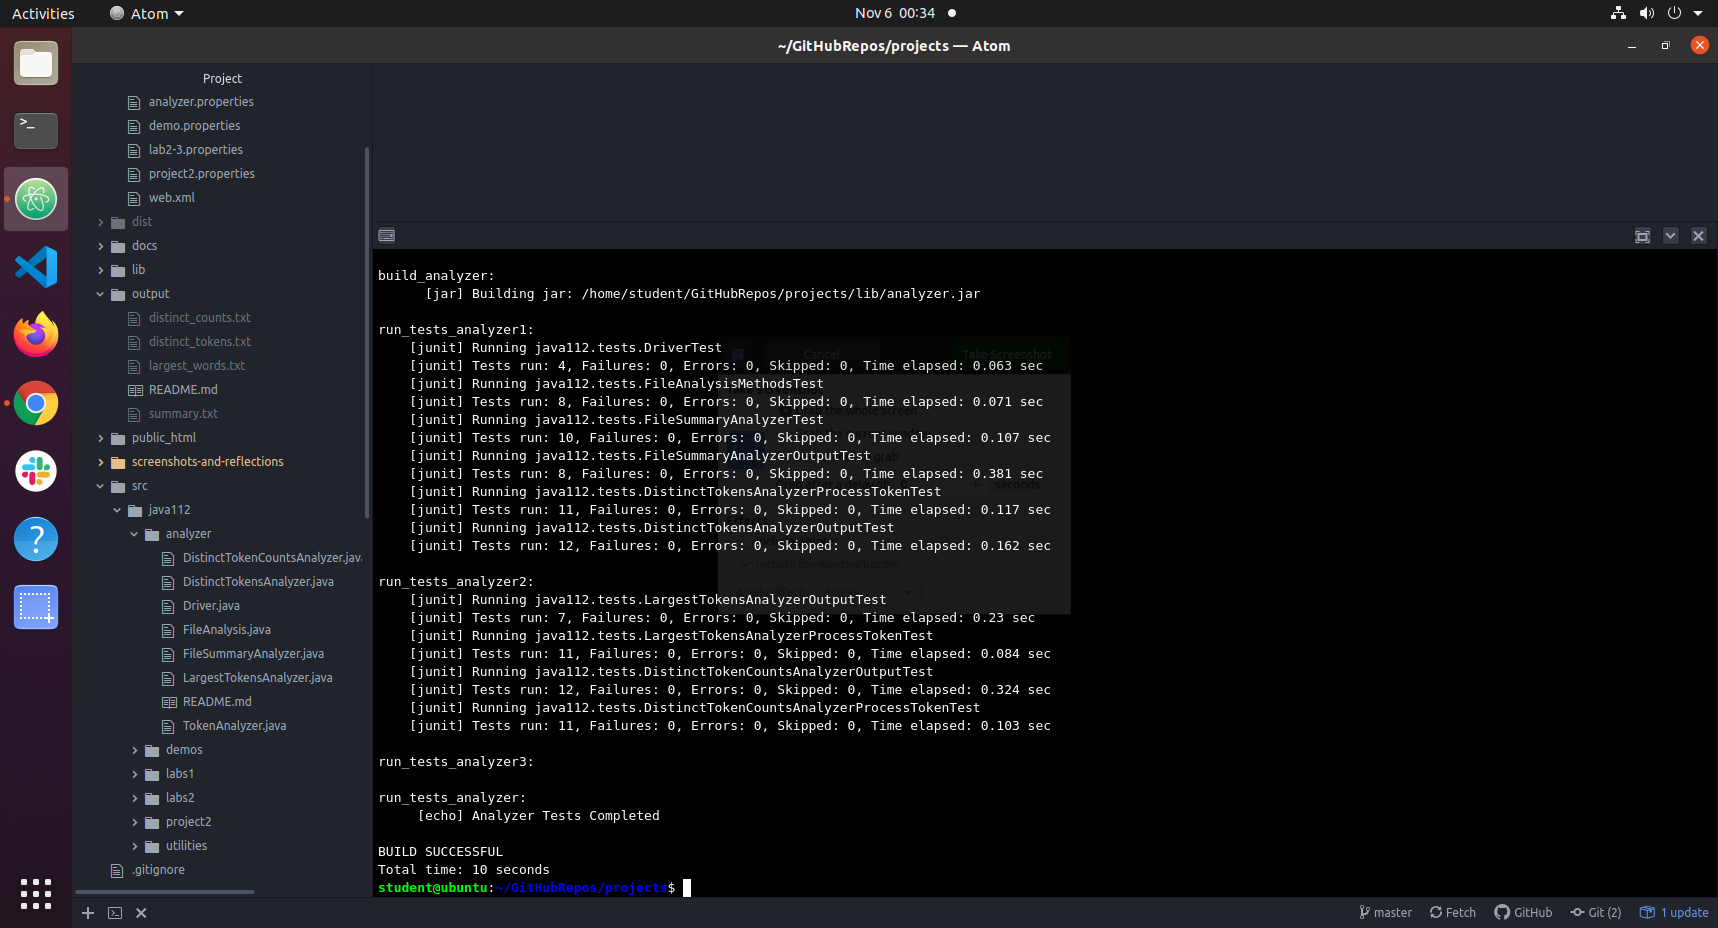 Activities
Atom
Nov 6 00:34
~/GitHubRepos/projects — Atom
Project
analyzer.properties
demo.properties
lab2-3.properties
project2.properties
web.xml
dist
docs
lib
output
distinct_counts.txt
distinct_tokens.txt
largest_words.txt
README.md
summary.txt
public_html
screenshots-and-reflections
src
java112
analyzer
DistinctTokenCountsAnalyzer.java
DistinctTokensAnalyzer.java
Driver.java
FileAnalysis.java
FileSummaryAnalyzer.java
LargestTokensAnalyzer.java
README.md
TokenAnalyzer.java
demos
labs1
labs2
project2
utilities
.gitignore
build_analyzer:
[jar] Building jar: /home/student/GitHubRepos/projects/lib/analyzer.jar
run_tests_analyzer1:
[junit] Running java112.tests.DriverTest
Cancel
Take Screenshot
[junit] Tests run: 4, Failures: 0, Errors: 0, Skipped: 0, Time elapsed: 0.063 sec
[junit] Running java112.tests.FileAnalysisMethodsTest
[junit] Tests run: 8, Failures: 0, Errors: 0, Skipped: 0, Time elapsed: 0.071 sec
Grab the whole screen
[junit] Running java112.tests.FileSummaryAnalyzerTest
[junit] Tests run: 10, Failures: 0, Errors: 0, Skipped: 0, Time elapsed: 0.107 sec
[junit] Running java112.tests.FileSummaryAnalyzerOutputTest
grab
[junit] Tests run: 8, Failures: 0, Errors: 0, Skipped: 0, Time elapsed: 0.381 sec
seconds
[junit] Running java112.tests.DistinctTokensAnalyzerProcessTokenTest
[junit] Tests run: 11, Failures: 0, Errors: 0, Skipped: 0, Time elapsed: 0.117 sec
[junit] Running java112.tests.DistinctTokensAnalyzerOutputTest
[junit] Tests run: 12, Failures: 0, Errors: 0, Skipped: 0, Time elapsed: 0.162 sec
Include the window border
run_tests_analyzer2:
[junit] Running java112.tests.LargestTokensAnalyzerOutputTest
[junit] Tests run: 7, Failures: 0, Errors: 0, Skipped: 0, Time elapsed: 0.23 sec
[junit] Running java112.tests.LargestTokensAnalyzerProcessTokenTest
[junit] Tests run: 11, Failures: 0, Errors: 0, Skipped: 0, Time elapsed: 0.084 sec
[junit] Running java112.tests.DistinctTokenCountsAnalyzerOutputTest
[junit] Tests run: 12, Failures: 0, Errors: 0, Skipped: 0, Time elapsed: 0.324 sec
[junit] Running java112.tests.DistinctTokenCountsAnalyzerProcessTokenTest
[junit] Tests run: 11, Failures: 0, Errors: 0, Skipped: 0, Time elapsed: 0.103 sec
run_tests_analyzer3:
run_tests_analyzer:
[echo] Analyzer Tests Completed
BUILD SUCCESSFUL
Total time: 10 seconds
student@ubuntu:~/GitHubRepos/projects$
master
Fetch
GitHub
Git (2)
1 update